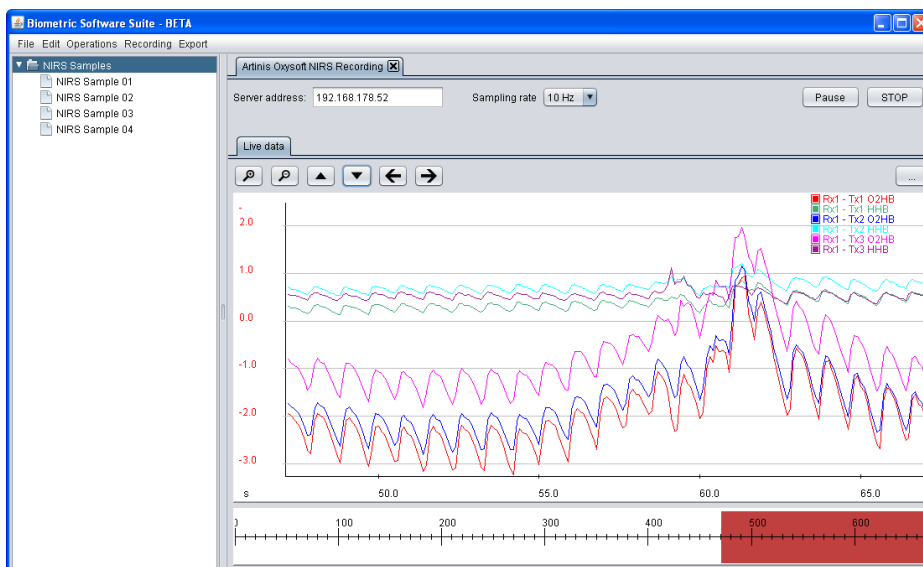 Biometric Software Suite - BETA
File Edit Operations Recording Export
NIRS Samples
NIRS Sample 01
NIRS Sample 02
NIRS Sample 03
NIRS Sample 04
Artinis Oxysoft NIRS Recording
Server address: 192.168.178.52 Sampling rate 10 Hz Pause STOP
Live data
...
Rx1 - Tx1 O2HB
Rx1 - Tx1 HHB
Rx1 - Tx2 O2HB
Rx1 - Tx2 HHB
Rx1 - Tx3 O2HB
Rx1 - Tx3 HHB
-
2.0
1.0
0.0
-1.0
-2.0
-3.0
s 50.0 55.0 60.0 65.0
0 100 200 300 400 500 600